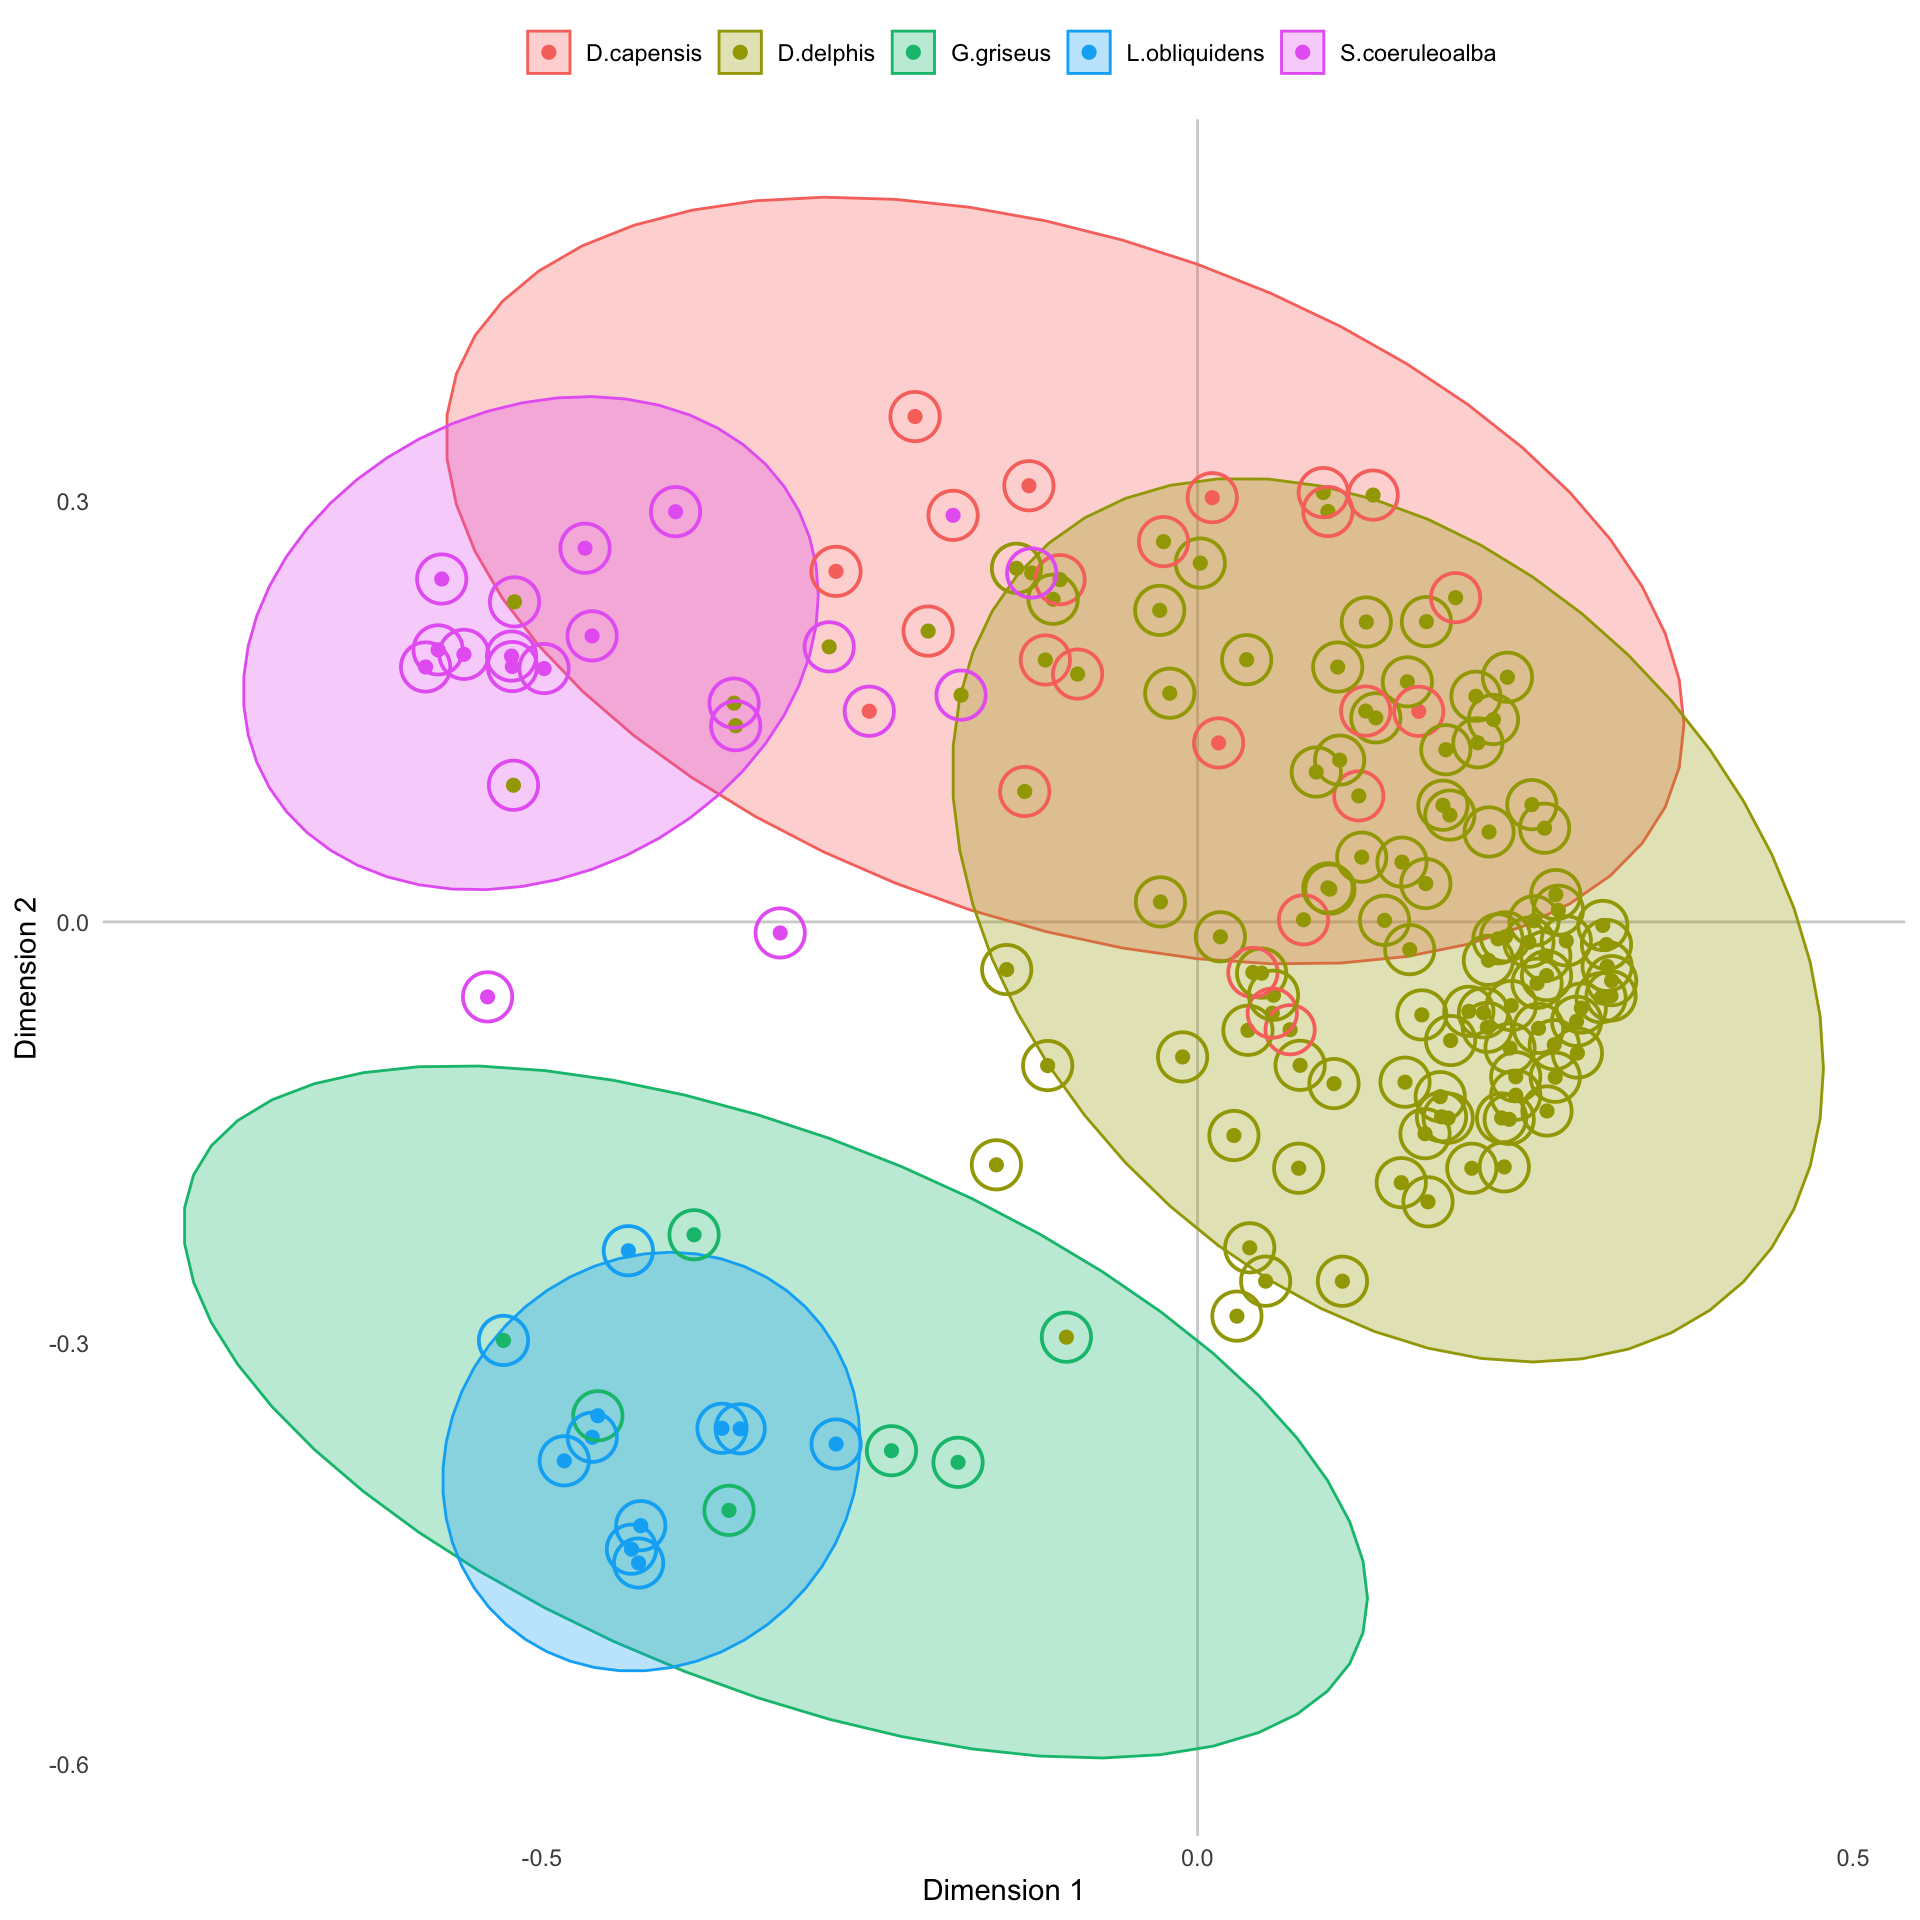 D.capensis D.delphis G.griseus L.obliquidens S.coeruleoalba
0.3
0.0
-0.3
-0.6
Dimension 2
-0.5 0.0 0.5
Dimension 1